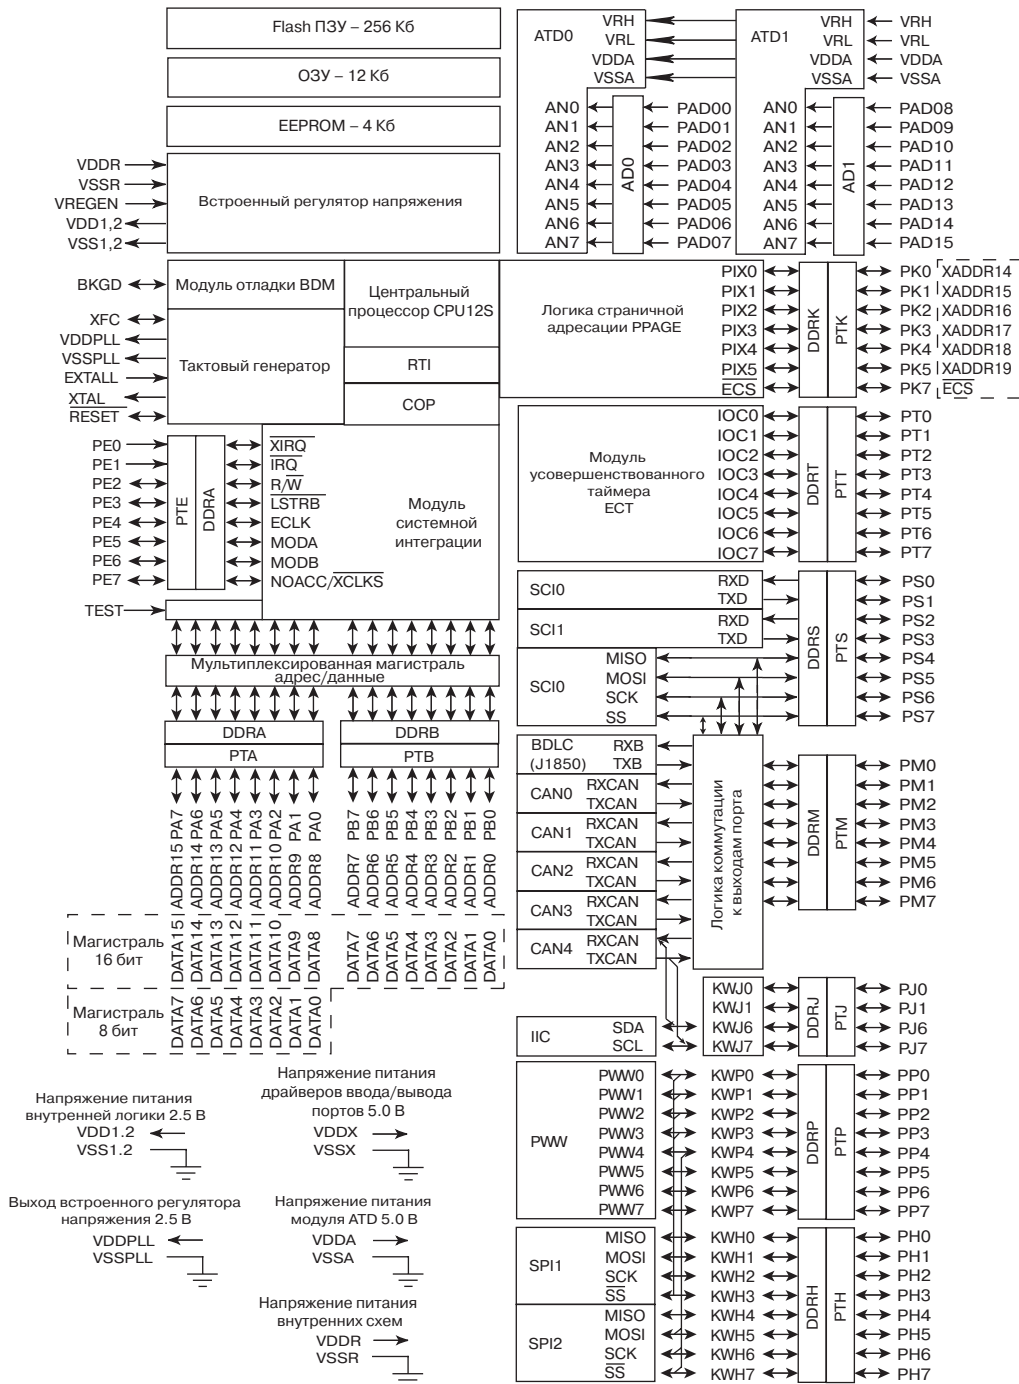 Flash ПЗУ – 256 Кб
ОЗУ – 12 Кб
EEPROM – 4 Кб
VDDR
VSSR
VREGEN
VDD1,2
VSS1,2
Встроенный регулятор напряжения
ATD0
VRH
VRL
VDDA
VSSA
ATD1
VRH
VRL
VDDA
VSSA
VRH
VRL
VDDA
VSSA
AN0
AN1
AN2
AN3
AN4
AN5
AN6
AN7
AD0
PAD00
PAD01
PAD02
PAD03
PAD04
PAD05
PAD06
PAD07
AN0
AN1
AN2
AN3
AN4
AN5
AN6
AN7
AD1
PAD08
PAD09
PAD10
PAD11
PAD12
PAD13
PAD14
PAD15
BKGD
XFC
VDDPLL
VSSPLL
EXTALL
XTAL
RESET
Модуль отладки BDM
Тактовый генератор
Центральный
процессор CPU12S
RTI
COP
Логика страничной
адресации PPAGE
PIX0
PIX1
PIX2
PIX3
PIX4
PIX5
ECS
DDRK
PTK
PK0 XADDR14
PK1 XADDR15
PK2 XADDR16
PK3 XADDR17
PK4 XADDR18
PK5 XADDR19
PK7 ECS
PE0
PE1
PE2
PE3
PE4
PE5
PE6
PE7
TEST
PTE
DDRA
XIRQ
IRQ
R/W
LSTRB
ECLK
MODA
MODB
NOACC/XCLKS
Модуль
системной
интеграции
Модуль
усовершенствованного
таймера
ECT
IOC0
IOC1
IOC2
IOC3
IOC4
IOC5
IOC6
IOC7
DDRT
PTT
PT0
PT1
PT2
PT3
PT4
PT5
PT6
PT7
Мультиплексированная магистраль
адрес/данные
DDRA
PTA
DDRB
PTB
SCI0
RXD
TXD
SCI1
RXD
TXD
SCI0
MISO
MOSI
SCK
SS
DDRS
PTS
PS0
PS1
PS2
PS3
PS4
PS5
PS6
PS7
BDLC
(J1850)
RXB
TXB
CAN0
RXCAN
TXCAN
CAN1
RXCAN
TXCAN
CAN2
RXCAN
TXCAN
CAN3
RXCAN
TXCAN
CAN4
RXCAN
TXCAN
Логика коммутации
к выходам порта
DDRM
PTM
PM0
PM1
PM2
PM3
PM4
PM5
PM6
PM7
ADDR15 PA7
ADDR14 PA6
ADDR13 PA5
ADDR12 PA4
ADDR11 PA3
ADDR10 PA2
ADDR9 PA1
ADDR8 PA0
ADDR7 PB7
ADDR6 PB6
ADDR5 PB5
ADDR4 PB4
ADDR3 PB3
ADDR2 PB2
ADDR1 PB1
ADDR0 PB0
Магистраль
16 бит
DATA15
DATA14
DATA13
DATA12
DATA11
DATA10
DATA9
DATA8
DATA7
DATA6
DATA5
DATA4
DATA3
DATA2
DATA1
DATA0
Магистраль
8 бит
DATA7
DATA6
DATA5
DATA4
DATA3
DATA2
DATA1
DATA0
IIC
SDA
SCL
KWJ0
KWJ1
KWJ6
KWJ7
DDRJ
PTJ
PJ0
PJ1
PJ6
PJ7
PWW
PWW0
PWW1
PWW2
PWW3
PWW4
PWW5
PWW6
PWW7
KWP0
KWP1
KWP2
KWP3
KWP4
KWP5
KWP6
KWP7
DDRP
PTP
PP0
PP1
PP2
PP3
PP4
PP5
PP6
PP7
SPI1
MISO
MOSI
SCK
SS
SPI2
MISO
MOSI
SCK
SS
KWH0
KWH1
KWH2
KWH3
KWH4
KWH5
KWH6
KWH7
DDRH
PTH
PH0
PH1
PH2
PH3
PH4
PH5
PH6
PH7
Напряжение питания
внутренней логики 2.5 В
VDD1.2
VSS1.2
Напряжение питания
драйверов ввода/вывода
портов 5.0 В
VDDX
VSSX
Выход встроенного регулятора
напряжения 2.5 В
VDDPLL
VSSPLL
Напряжение питания
модуля ATD 5.0 В
VDDA
VSSA
Напряжение питания
внутренних схем
VDDR
VSSR